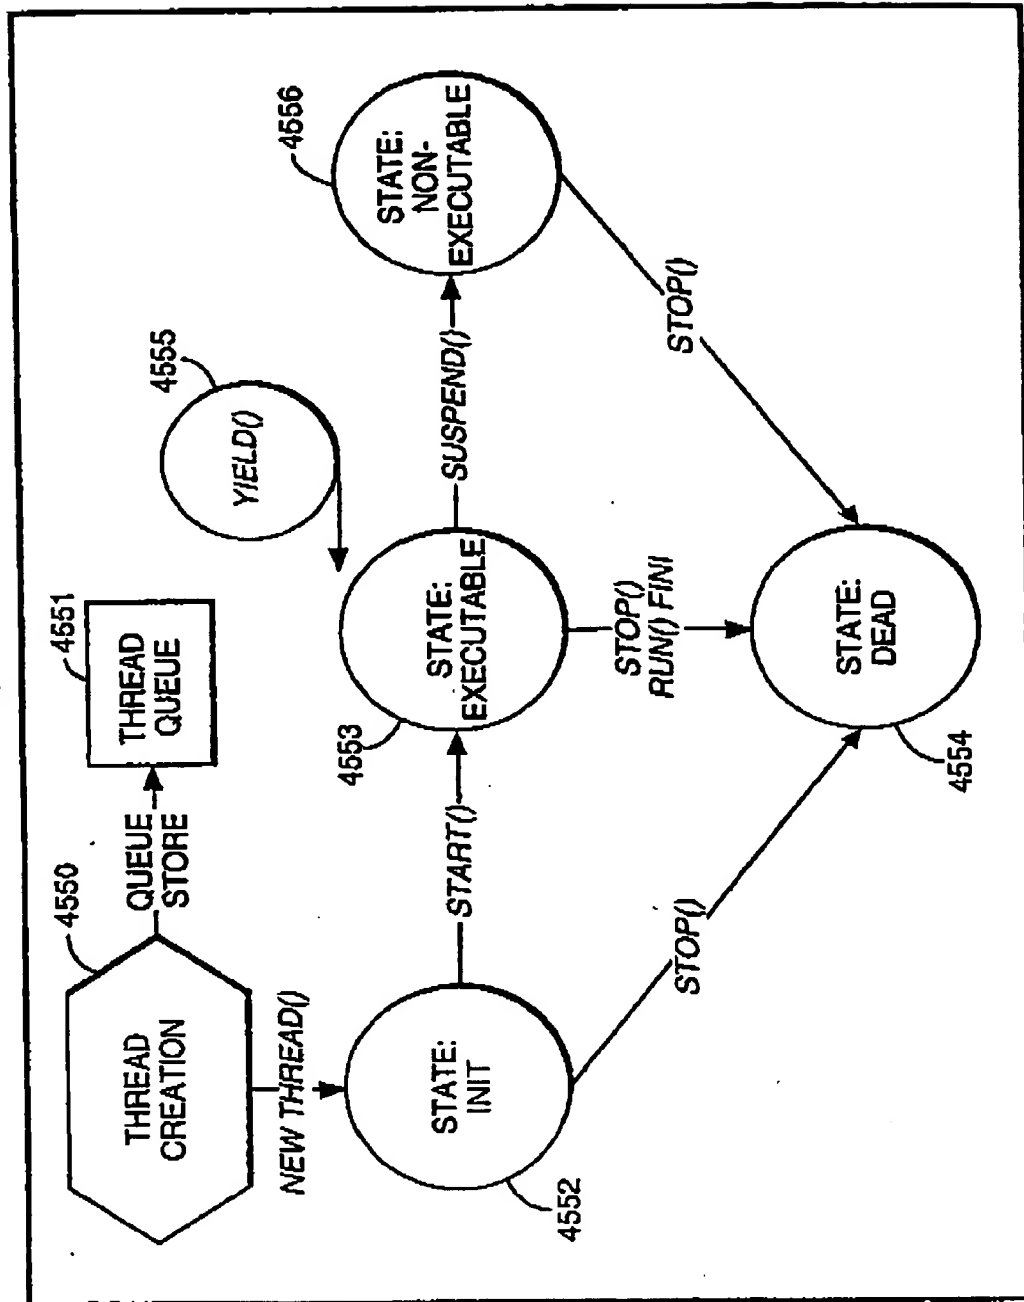 4550
THREAD
CREATION
QUEUE
STORE
4551
THREAD
QUEUE
NEW THREAD()
4555
YIELD()
4552
STATE:
INIT
START()
4553
STATE:
EXECUTABLE
SUSPEND()
4556
STATE:
NON-
EXECUTABLE
STOP()
STOP()
RUN() FINI
STOP()
4554
STATE:
DEAD